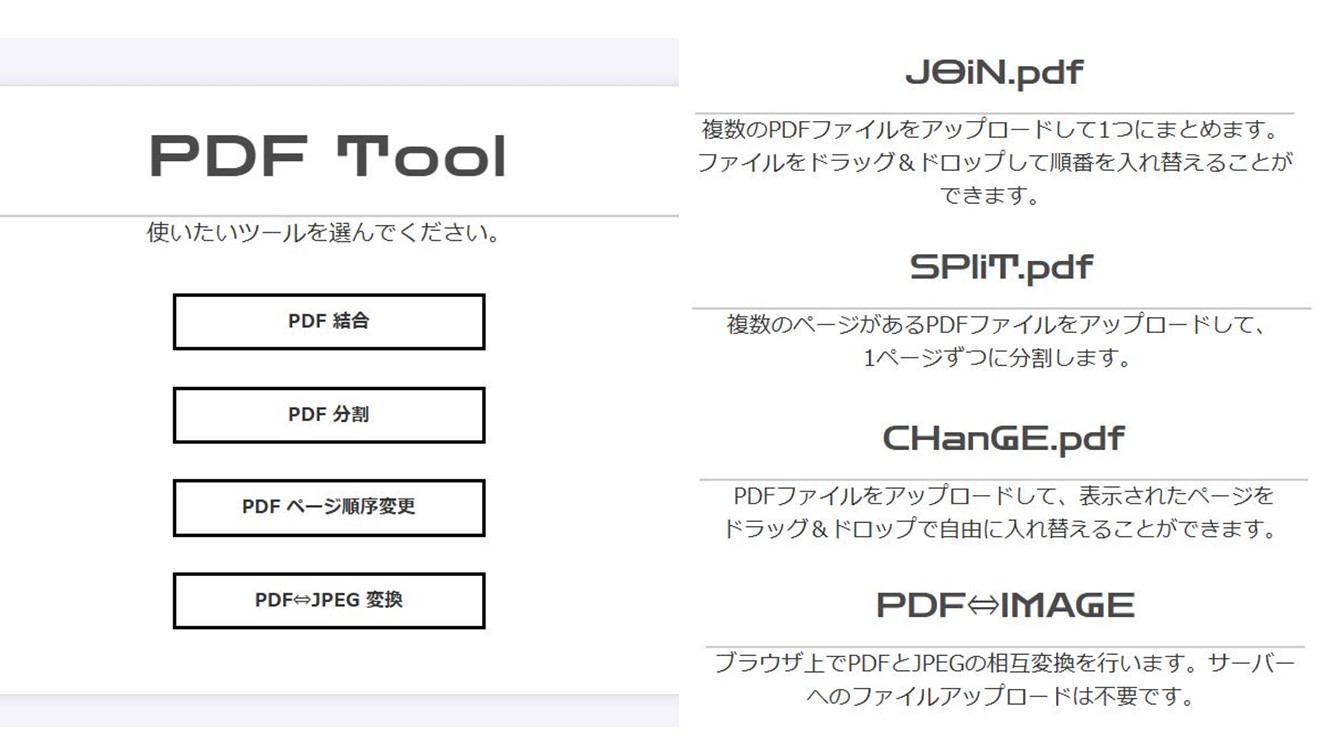 PDF Tool
使いたいツールを選んでください。
PDF 結合
PDF 分割
PDF ページ順序変更
PDF⇔JPEG 変換
JOiN.pdf
複数のPDFファイルをアップロードして1つにまとめます。
ファイルをドラッグ＆ドロップして順番を入れ替えることが
できます。
SPliT.pdf
複数のページがあるPDFファイルをアップロードして、
1ページずつに分割します。
CHanGE.pdf
PDFファイルをアップロードして、表示されたページを
ドラッグ＆ドロップで自由に入れ替えることができます。
PDF⇔IMAGE
ブラウザ上でPDFとJPEGの相互変換を行います。サーバー
へのファイルアップロードは不要です。